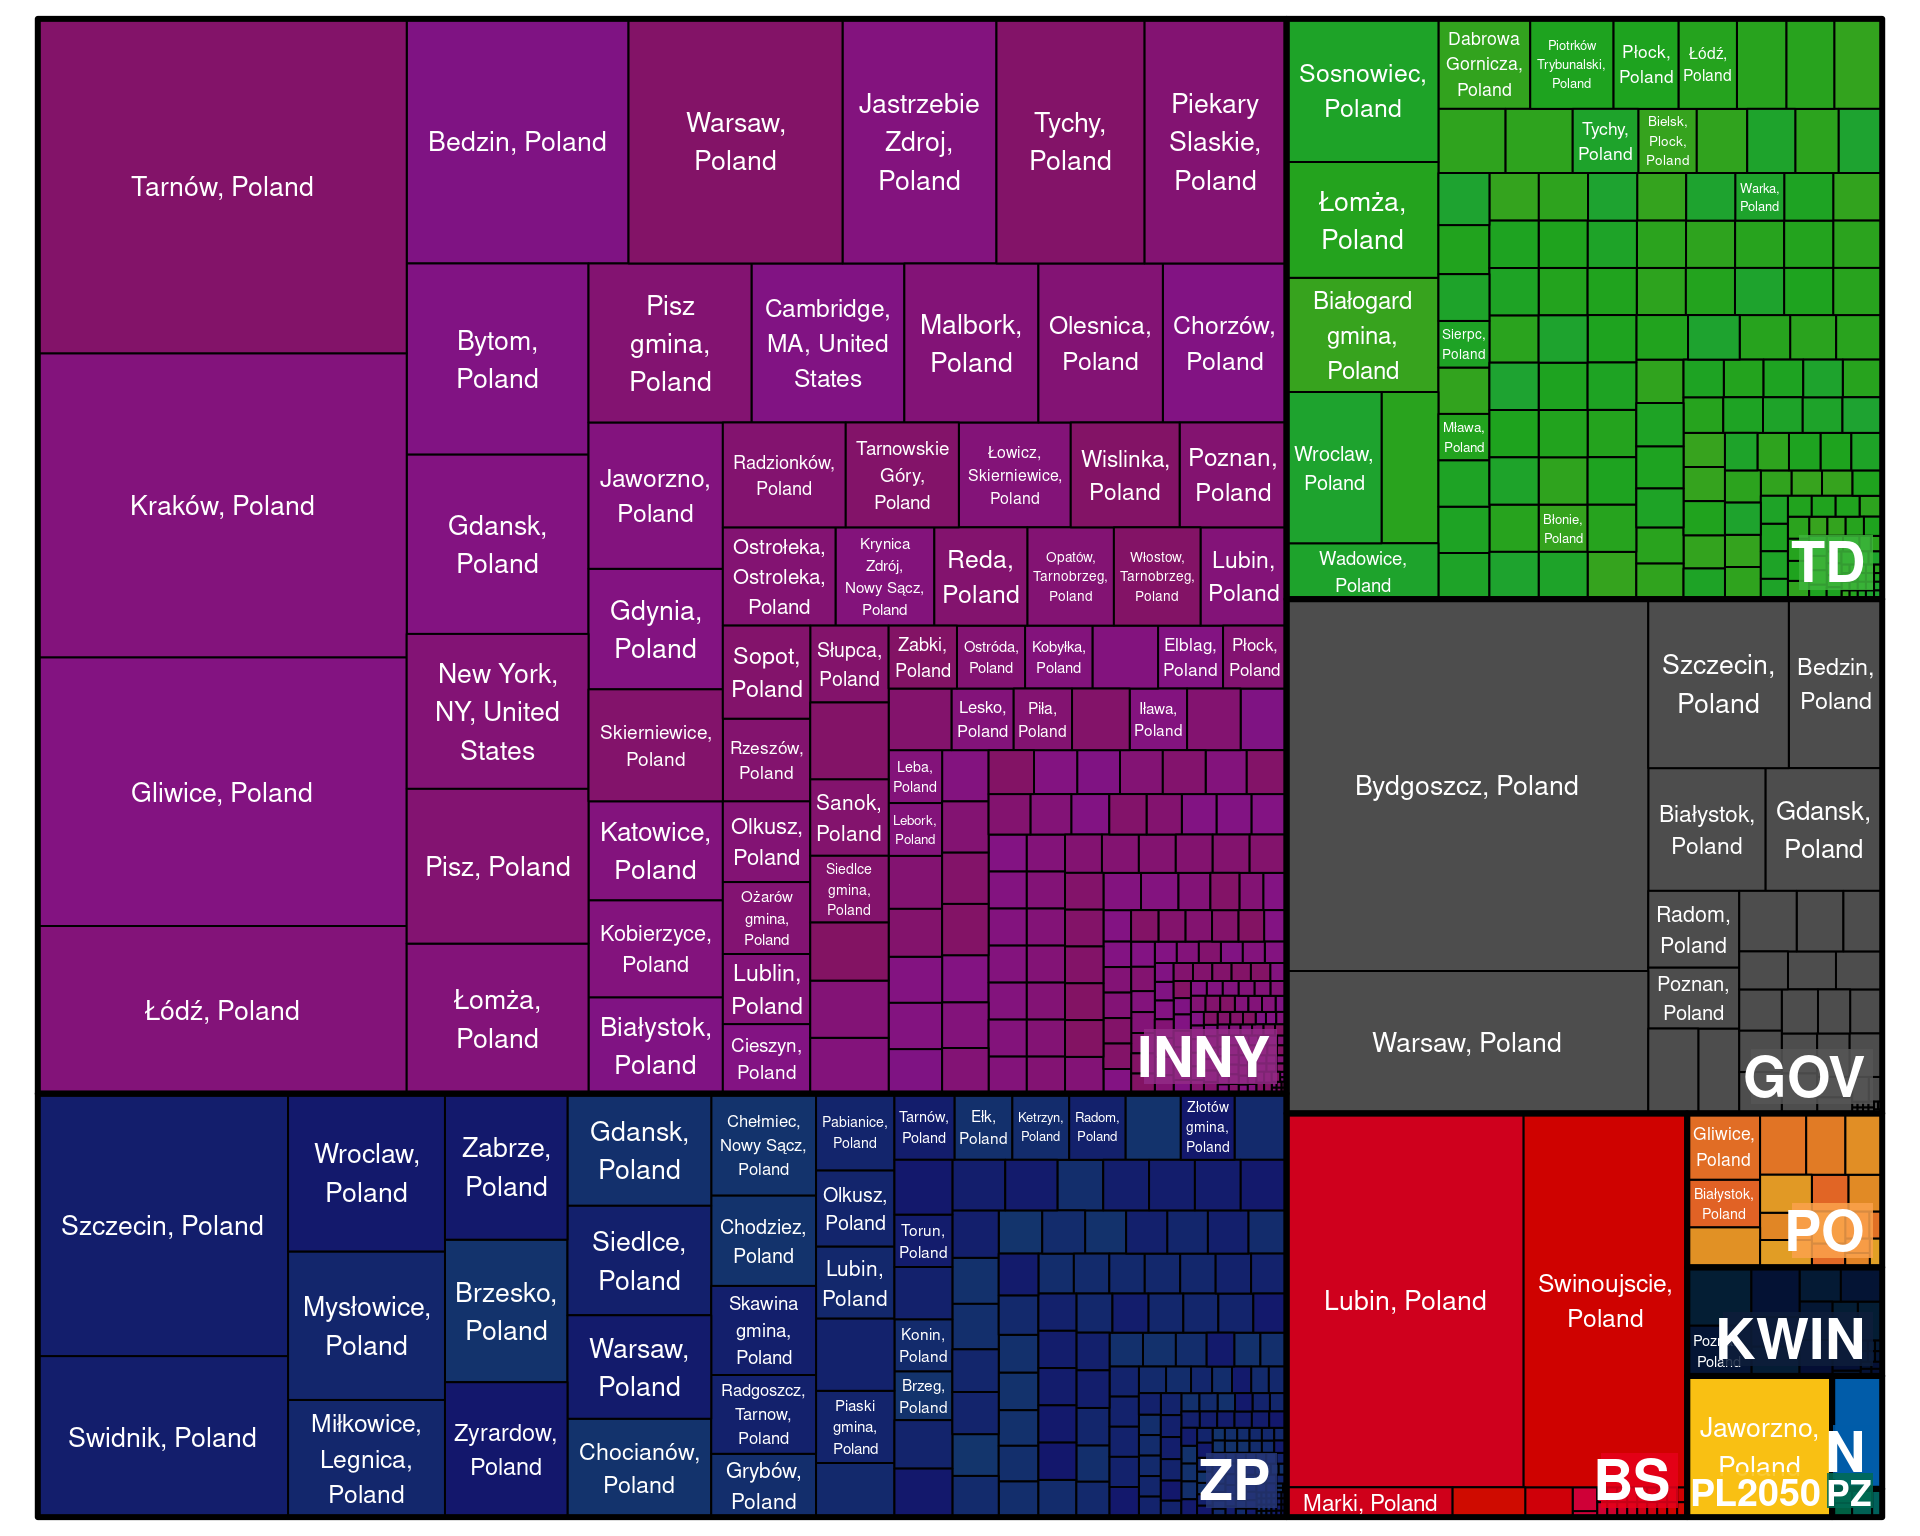 Tarnów, Poland
Kraków, Poland
Gliwice, Poland
Łódź, Poland
Bedzin, Poland
Warsaw,
Poland
Jastrzebie
Zdroj,
Poland
Tychy,
Poland
Piekary
Slaskie,
Poland
Bytom,
Poland
Gdansk,
Poland
New York,
NY, United
States
Pisz, Poland
Łomża,
Poland
Pisz
gmina,
Poland
Cambridge,
MA, United
States
Malbork,
Poland
Olesnica,
Poland
Chorzów,
Poland
Jaworzno,
Poland
Gdynia,
Poland
Skierniewice,
Poland
Katowice,
Poland
Kobierzyce,
Poland
Białystok,
Poland
Radzionków,
Poland
Tarnowskie
Góry,
Poland
Łowicz,
Skierniewice,
Poland
Wislinka,
Poland
Poznan,
Poland
Ostrołeka,
Ostroleka,
Poland
Krynica
Zdrój,
Nowy Sącz,
Poland
Reda,
Poland
Opatów,
Tarnobrzeg,
Poland
Włostow,
Tarnobrzeg,
Poland
Lubin,
Poland
Sopot,
Poland
Rzeszów,
Poland
Olkusz,
Poland
Ożarów
gmina,
Poland
Lublin,
Poland
Cieszyn,
Poland
Słupca,
Poland
Sanok,
Poland
Siedlce
gmina,
Poland
Zabki,
Poland
Ostróda,
Poland
Kobyłka,
Poland
Elblag,
Poland
Płock,
Poland
Lesko,
Poland
Piła,
Poland
Iława,
Poland
Leba,
Poland
Lebork,
Poland
INNY
Sosnowiec,
Poland
Łomża,
Poland
Białogard
gmina,
Poland
Wroclaw,
Poland
Wadowice,
Poland
Dabrowa
Gornicza,
Poland
Piotrków
Trybunalski,
Poland
Płock,
Poland
Łódź,
Poland
Tychy,
Poland
Bielsk,
Plock,
Poland
Warka,
Poland
Sierpc,
Poland
Mława,
Poland
Błonie,
Poland
TD
Bydgoszcz, Poland
Warsaw, Poland
Szczecin,
Poland
Bedzin,
Poland
Białystok,
Poland
Gdansk,
Poland
Radom,
Poland
Poznan,
Poland
GOV
Szczecin, Poland
Swidnik, Poland
Wroclaw,
Poland
Mysłowice,
Poland
Miłkowice,
Legnica,
Poland
Zabrze,
Poland
Brzesko,
Poland
Zyrardow,
Poland
Gdansk,
Poland
Siedlce,
Poland
Warsaw,
Poland
Chocianów,
Poland
Chełmiec,
Nowy Sącz,
Poland
Chodziez,
Poland
Skawina
gmina,
Poland
Radgoszcz,
Tarnow,
Poland
Grybów,
Poland
Pabianice,
Poland
Olkusz,
Poland
Lubin,
Poland
Piaski
gmina,
Poland
Tarnów,
Poland
Ełk,
Poland
Ketrzyn,
Poland
Radom,
Poland
Złotów
gmina,
Poland
Torun,
Poland
Konin,
Poland
Brzeg,
Poland
ZP
Lubin, Poland
Swinoujscie,
Poland
Marki, Poland
BS
Gliwice,
Poland
Białystok,
Poland
PO
Poland
KWIN
Jaworzno,
Poland
PL2050
N
PZ